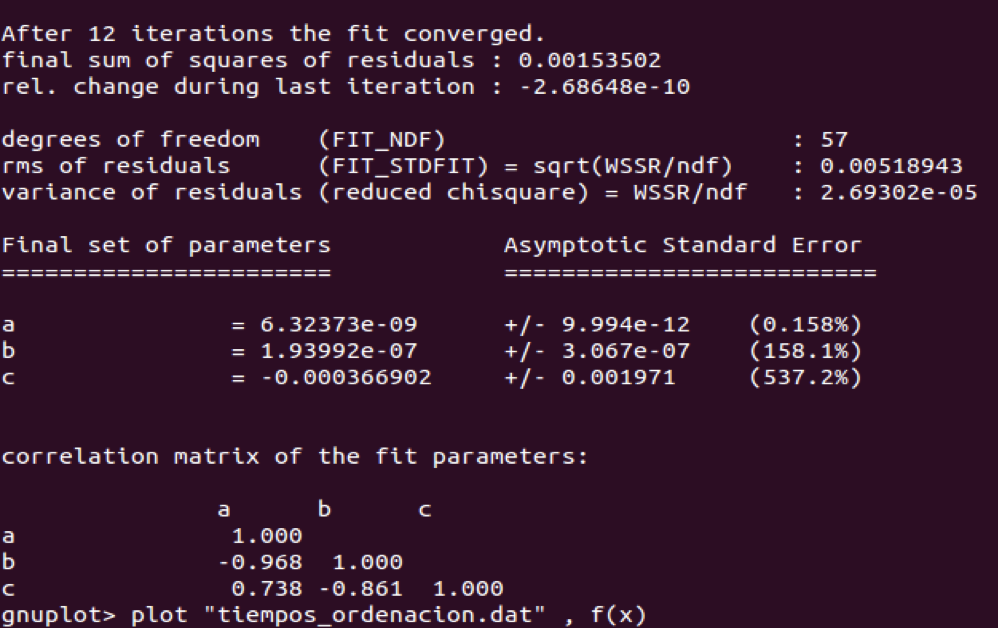 After 12 iterations the fit converged.
final sum of squares of residuals : 0.00153502
rel. change during last iteration : -2.68648e-10
degrees of freedom    (FIT_NDF)                        : 57
rms of residuals      (FIT_STDFIT) = sqrt(WSSR/ndf)    : 0.00518943
variance of residuals (reduced chisquare) = WSSR/ndf   : 2.69302e-05
Final set of parameters            Asymptotic Standard Error
=======================            ==========================
a               = 6.32373e-09      +/- 9.994e-12    (0.158%)
b               = 1.93992e-07      +/- 3.067e-07    (158.1%)
c               = -0.000366902     +/- 0.001971     (537.2%)
correlation matrix of the fit parameters:
               a      b      c
a               1.000
b              -0.968  1.000
c               0.738 -0.861  1.000
gnuplot> plot "tiempos_ordenacion.dat" , f(x)